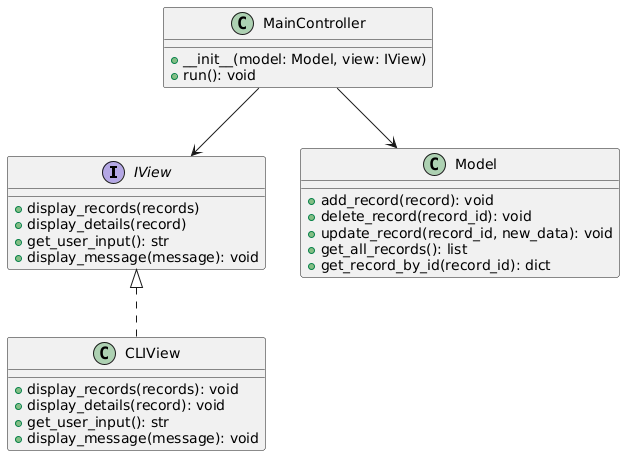 C MainController
__init__(model: Model, view: IView)
run(): void
I IView
display_records(records)
display_details(record)
get_user_input(): str
display_message(message): void
C Model
add_record(record): void
delete_record(record_id): void
update_record(record_id, new_data): void
get_all_records(): list
get_record_by_id(record_id): dict
C CLIView
display_records(records): void
display_details(record): void
get_user_input(): str
display_message(message): void